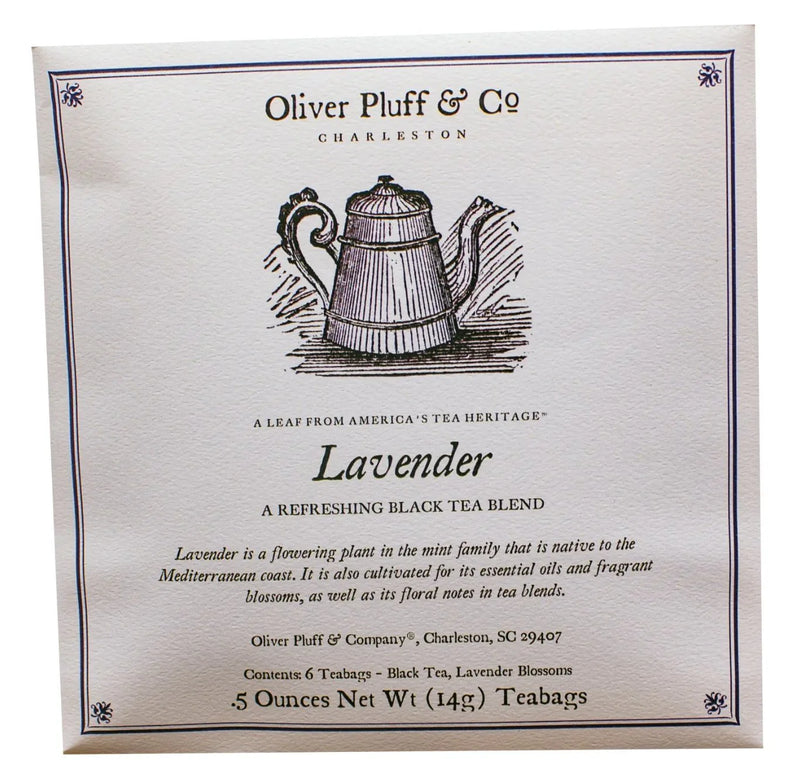 Oliver Pluff & Co
CHARLESTON
A LEAF FROM AMERICA'S TEA HERITAGE™
Lavender
A REFRESHING BLACK TEA BLEND
Lavender is a flowering plant in the mint family that is native to the
Mediterranean coast. It is also cultivated for its essential oils and fragrant
blossoms, as well as its floral notes in tea blends.
Oliver Pluff & Company®, Charleston, SC 29407
Contents: 6 Teabags - Black Tea, Lavender Blossoms
.5 Ounces Net Wt (14g) Teabags